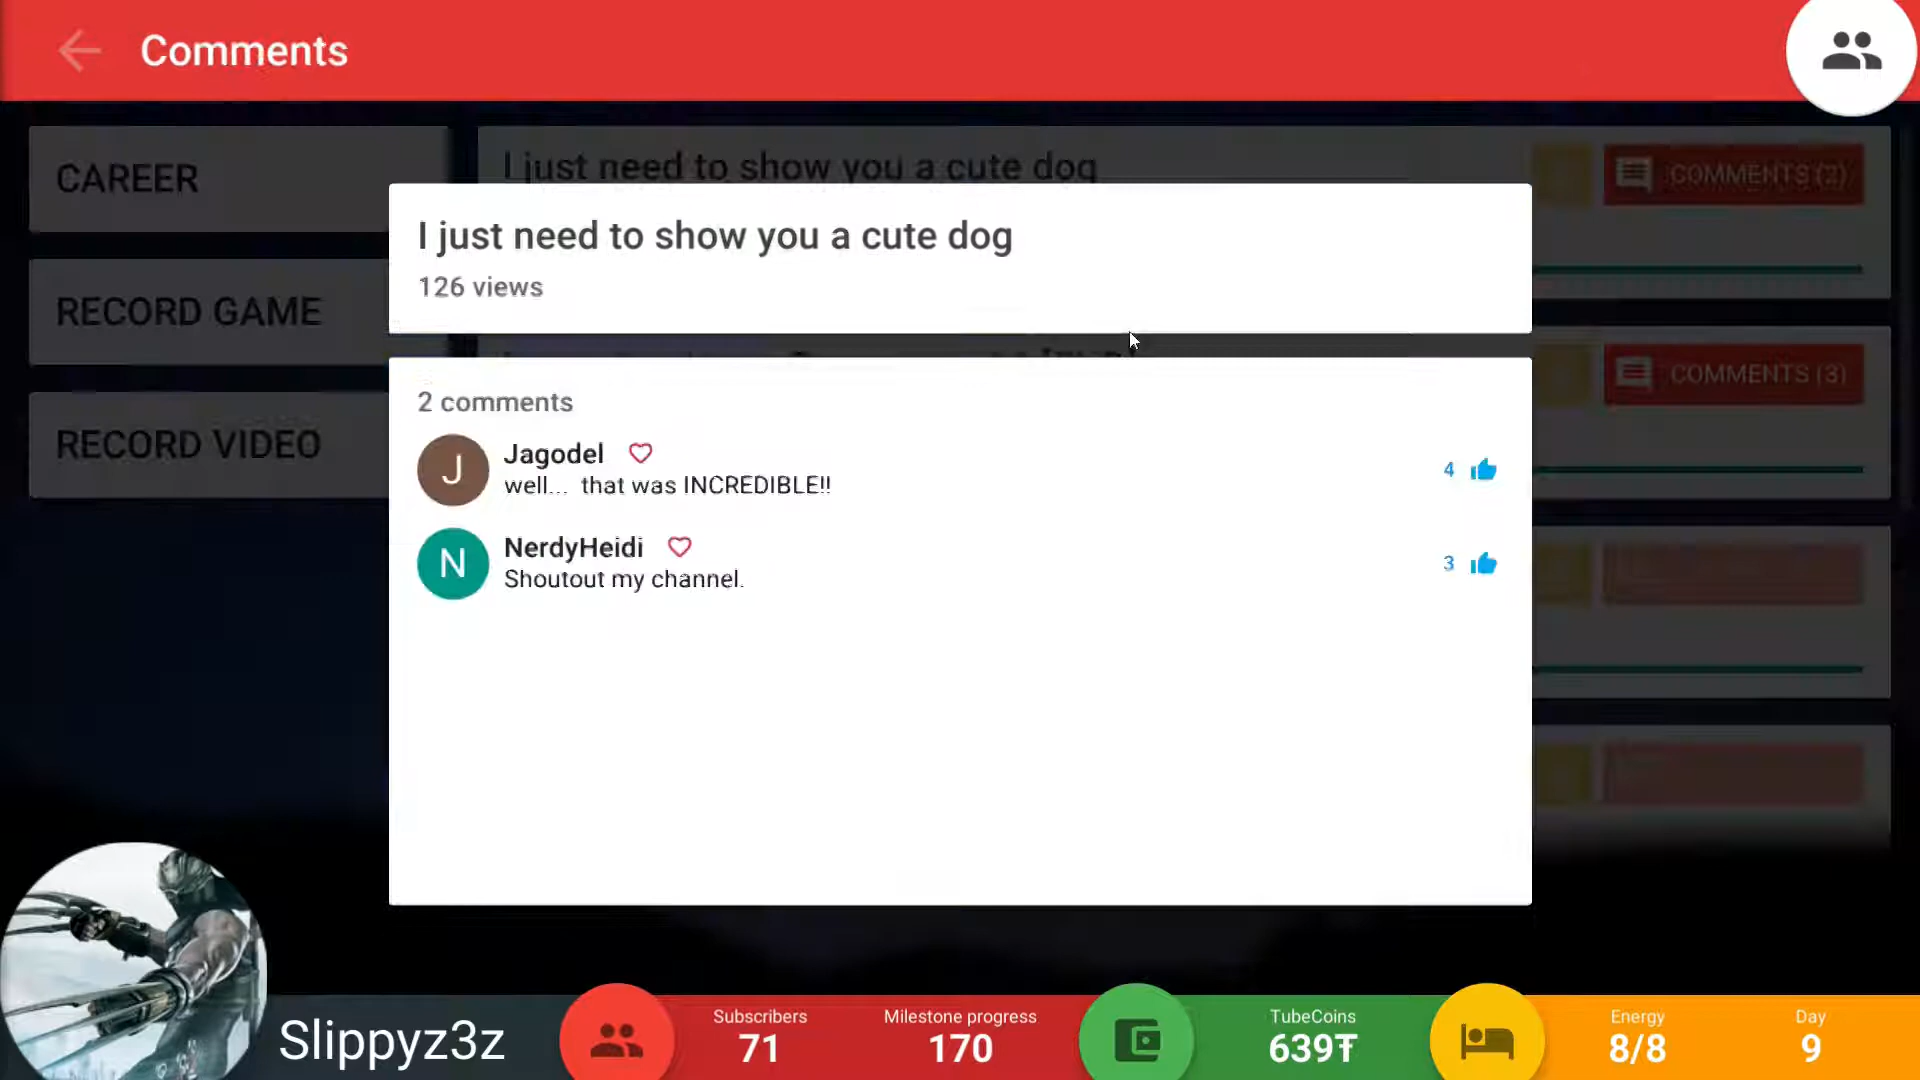 Comments
CAREER
I just need to show you a cute dog
COMMENTS (2)
I just need to show you a cute dog
126 views
RECORD GAME
COMMENTS (3)
2 comments
RECORD VIDEO
J
Jagodel
well... that was INCREDIBLE!!
4
N
NerdyHeidi
Shoutout my channel.
3
Slippyz3z
Subscribers
71
Milestone progress
170
TubeCoins
639₮
Energy
8/8
Day
9